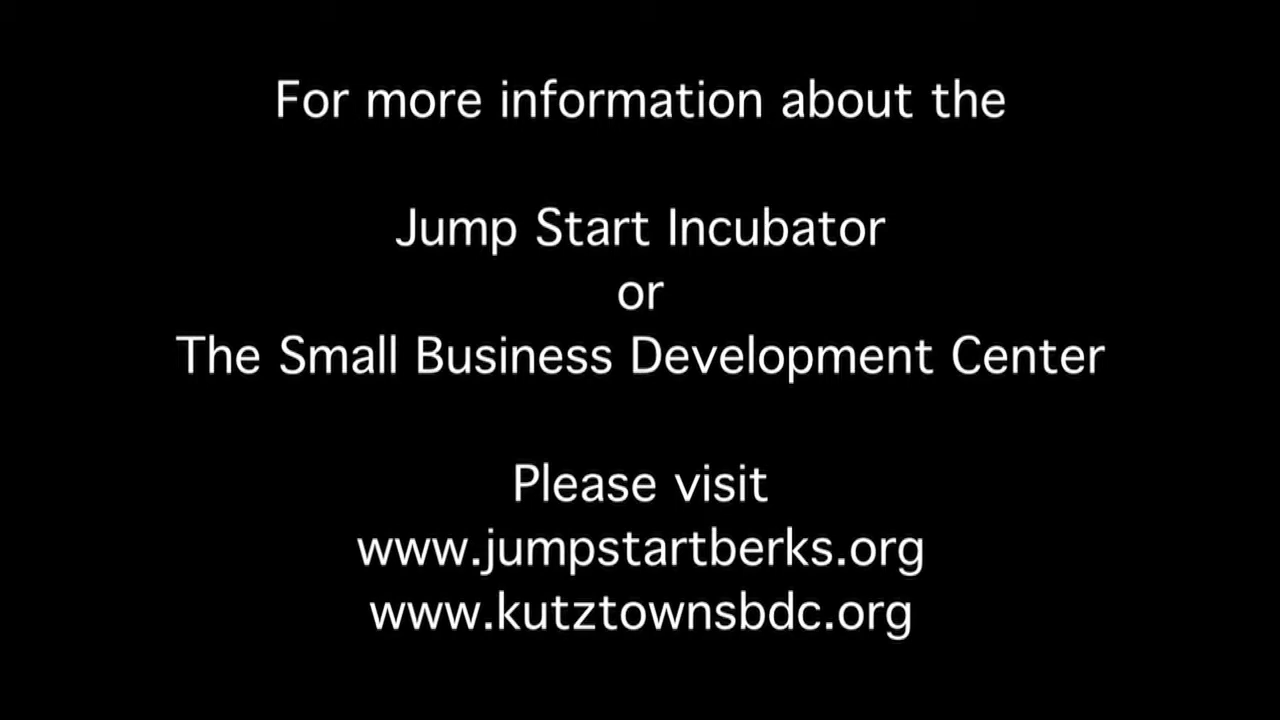 For more information about the
Jump Start Incubator
or
The Small Business Development Center
Please visit
www.jumpstartberks.org
www.kutztownsbdc.org